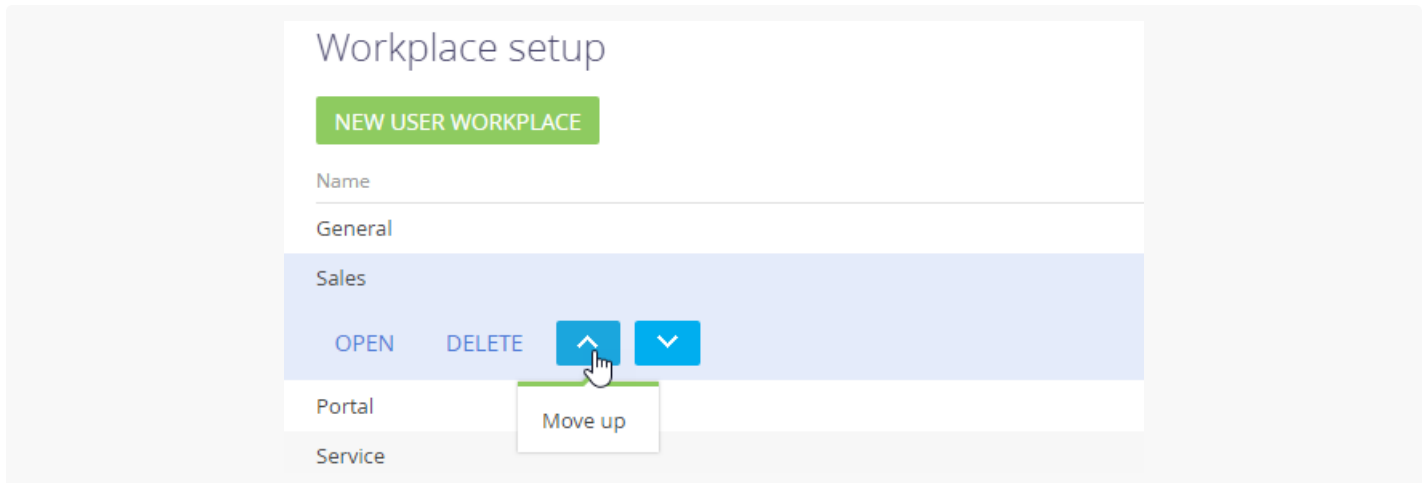 Workplace setup
NEW USER WORKPLACE
Name
General
Sales
OPEN DELETE
Portal
Move up
Service